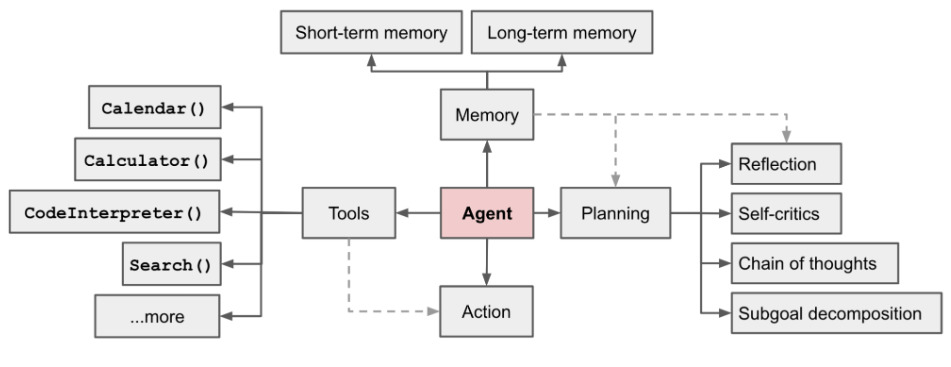 Short-term memory
Long-term memory
Calendar()
Memory
Calculator()
Reflection
CodeInterpreter()
Tools
Agent
Planning
Self-critics
Search()
Chain of thoughts
...more
Action
Subgoal decomposition